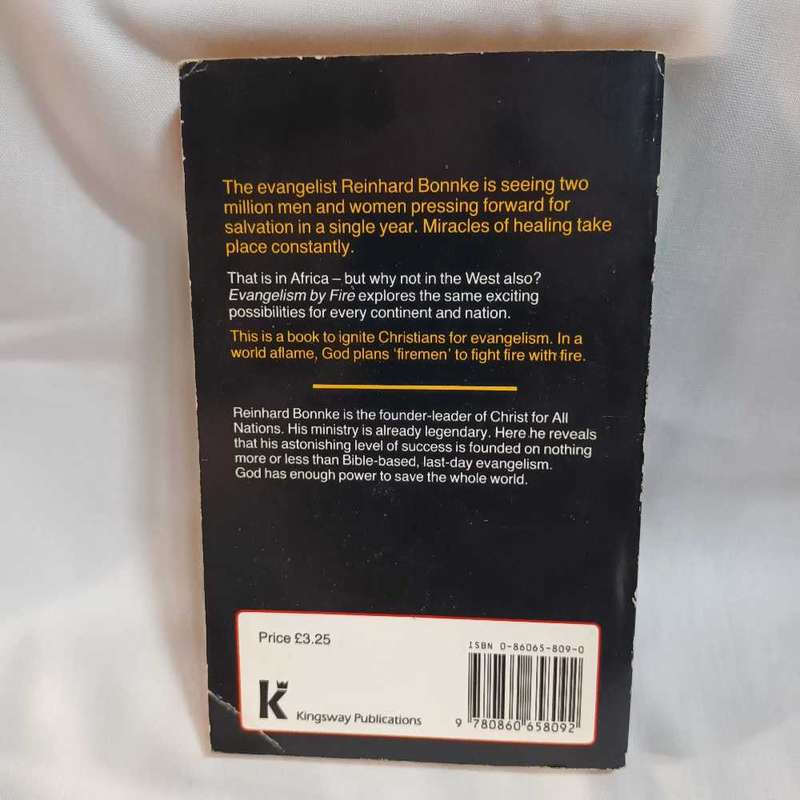 The evangelist Reinhard Bonnke is seeing two
million men and women pressing forward for
salvation in a single year. Miracles of healing take
place constantly.
That is in Africa – but why not in the West also?
Evangelism by Fire explores the same exciting
possibilities for every continent and nation.
This is a book to ignite Christians for evangelism. In a
world aflame, God plans ‘firemen’ to fight fire with fire.
Reinhard Bonnke is the founder-leader of Christ for All
Nations. His ministry is already legendary. Here he reveals
that his astonishing level of success is founded on nothing
more or less than Bible-based, last-day evangelism.
God has enough power to save the whole world.
Price £3.25
K Kingsway Publications
ISBN 0-86065-809-0
9 780860 658092